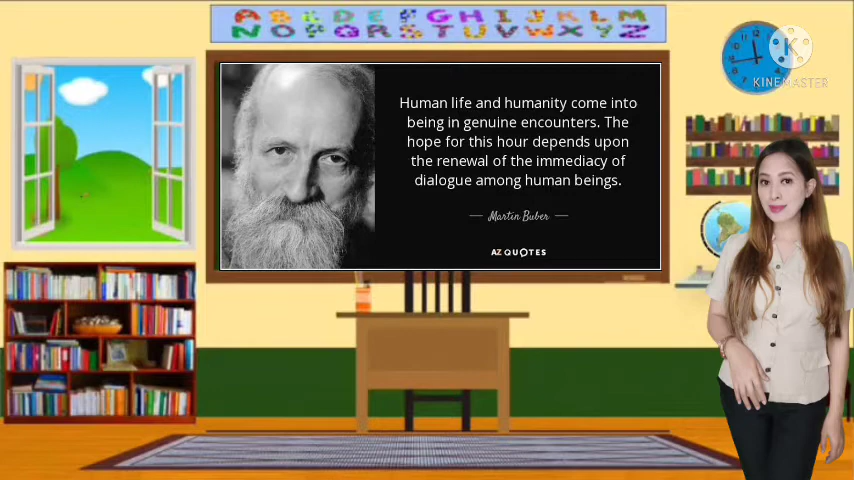 A B C D E F G H I J K L M
N O P Q R S T U V W X Y Z
K
KINEMASTER
Human life and humanity come into
being in genuine encounters. The
hope for this hour depends upon
the renewal of the immediacy of
dialogue among human beings.
Martin Buber
AZ QUOTES